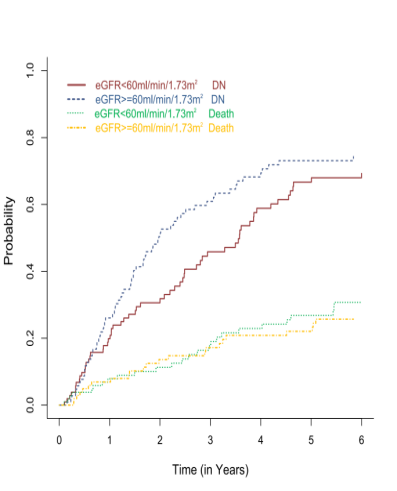 eGFR<60ml/min/1.73m² DN
eGFR>=60ml/min/1.73m² DN
eGFR<60ml/min/1.73m² Death
eGFR>=60ml/min/1.73m² Death
Probability
1.0
0.8
0.6
0.4
0.2
0.0
0 1 2 3 4 5 6
Time (in Years)